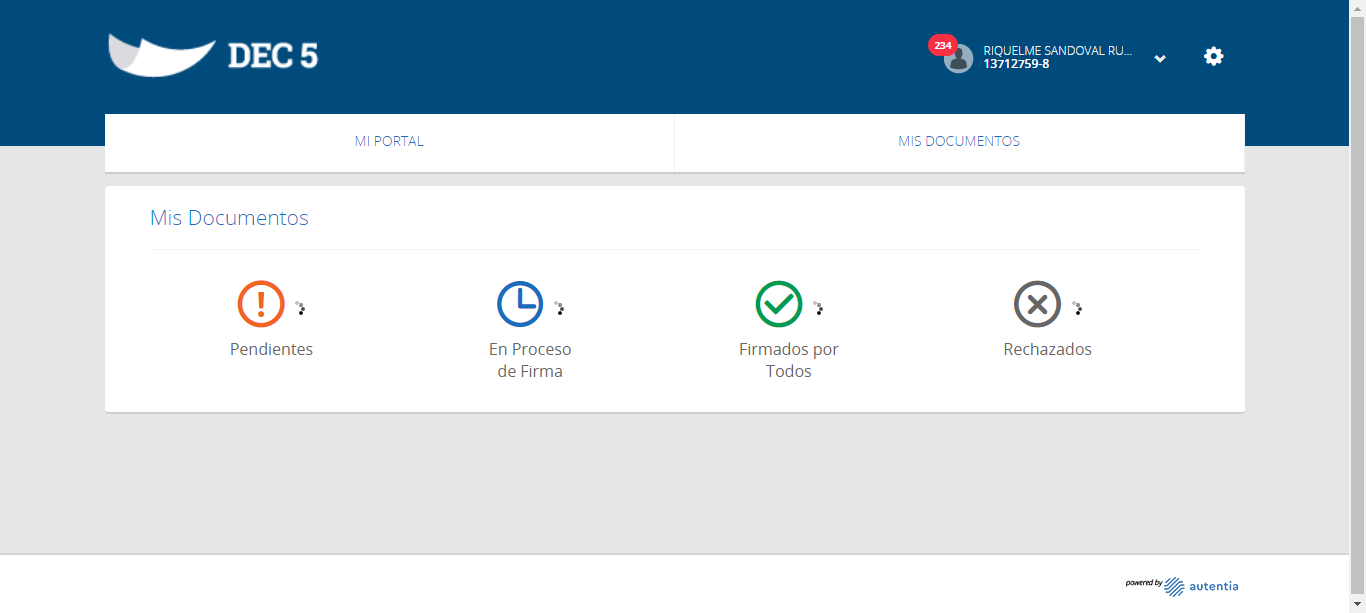 DEC 5
234
RIQUELME SANDOVAL RU...
13712759-8
MI PORTAL
MIS DOCUMENTOS
Mis Documentos
Pendientes
En Proceso
de Firma
Firmados por
Todos
Rechazados
powered by autentia